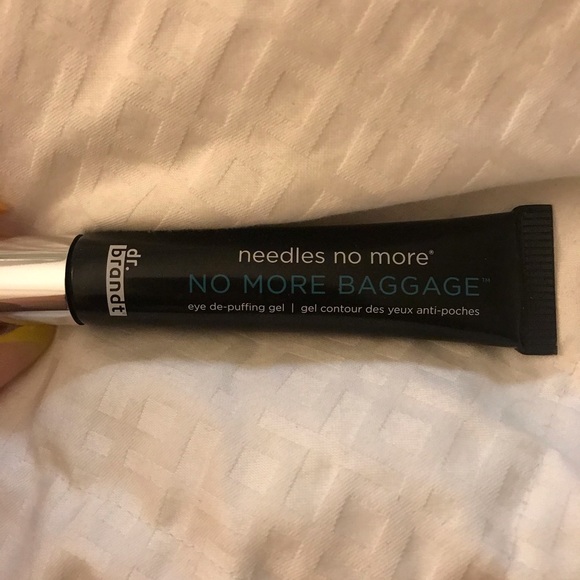 dr.
brandt
needles no more®
NO MORE BAGGAGE™
eye de-puffing gel | gel contour des yeux anti-poches